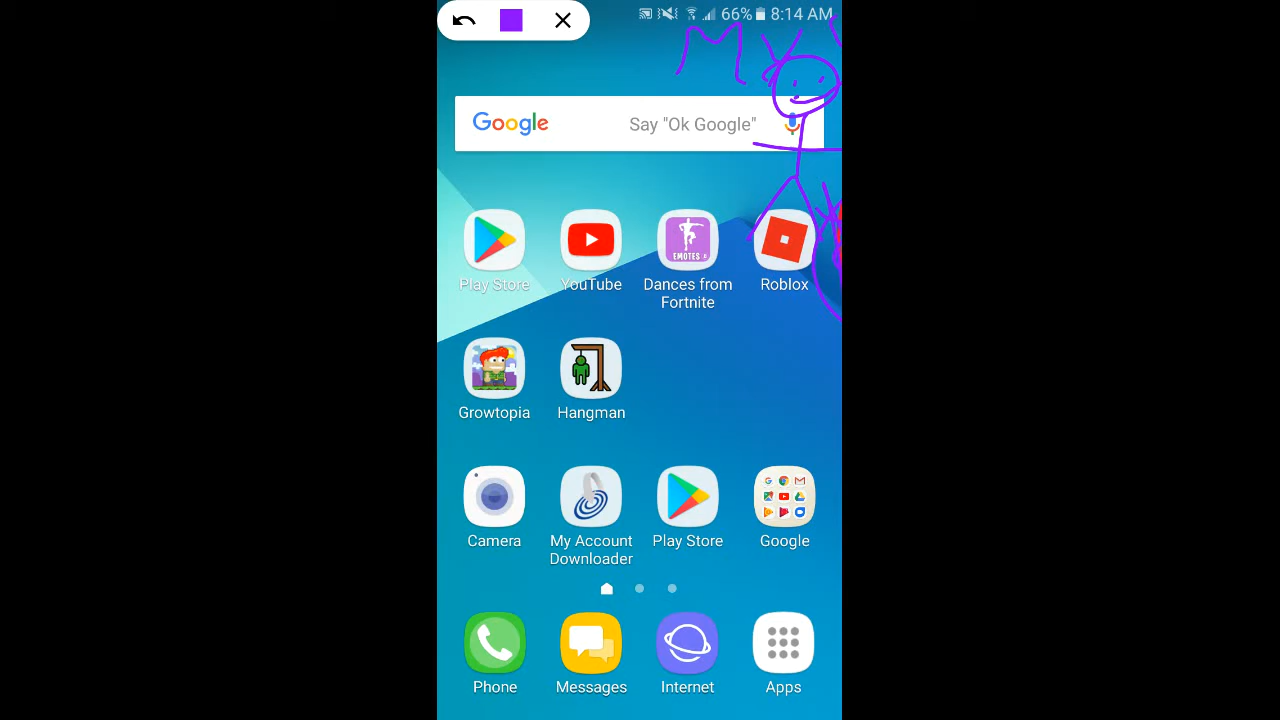 66% 8:14 AM
My
Google Say "Ok Google"
EMOTES
Play Store YouTube Dances from Fortnite Roblox
Growtopia Hangman
Camera My Account Downloader Play Store Google
Phone Messages Internet Apps